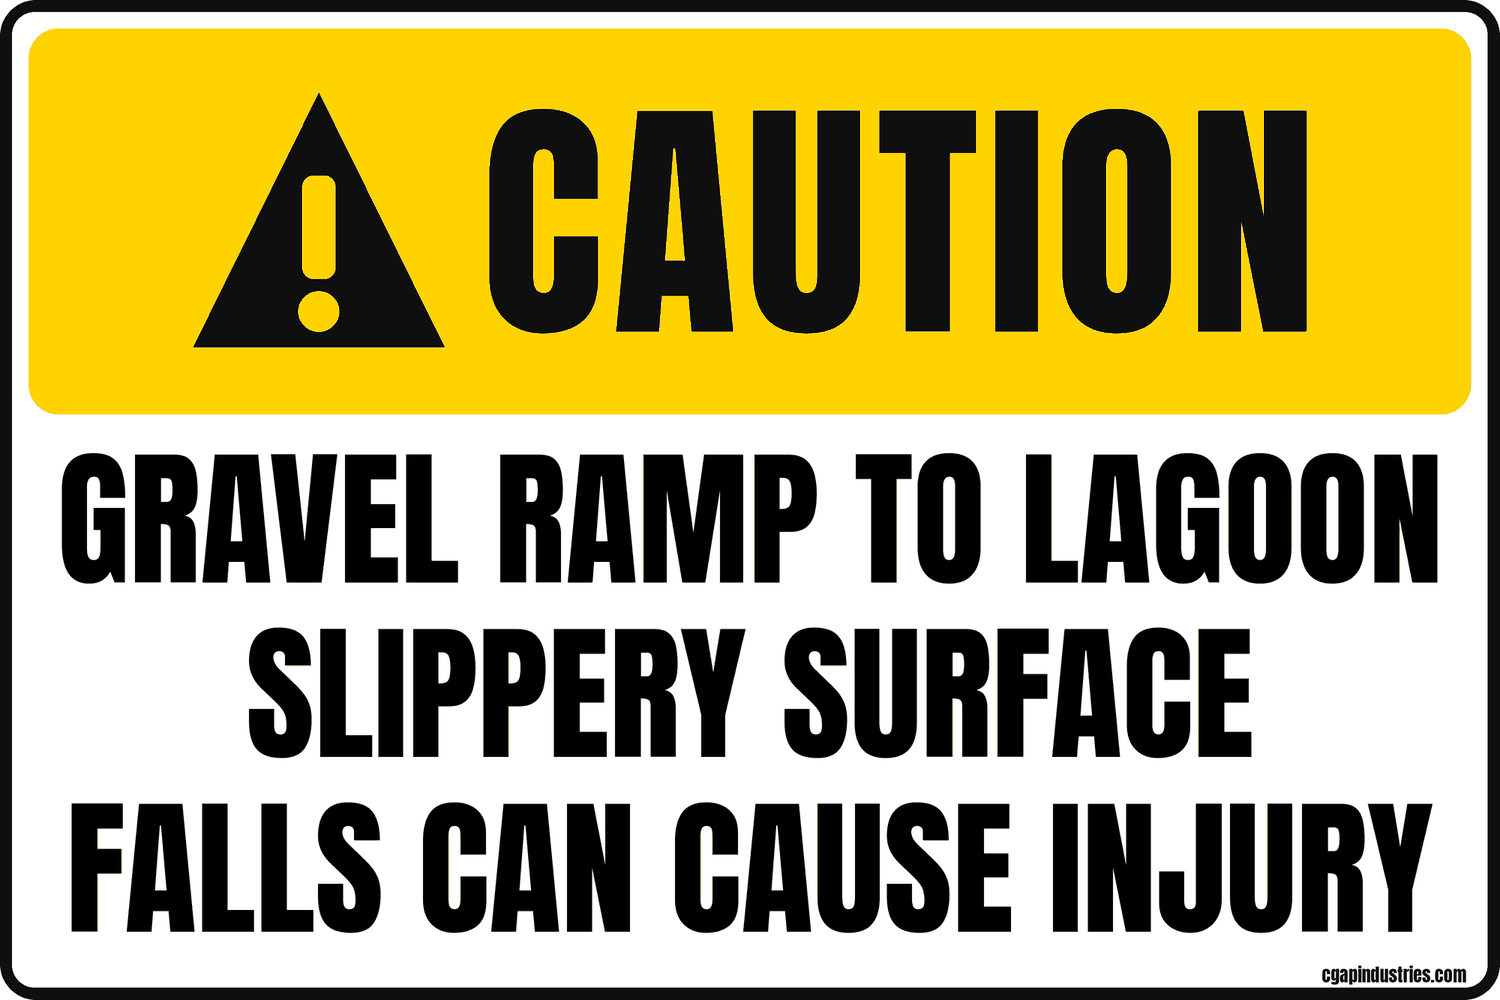 CAUTION
GRAVEL RAMP TO LAGOON
SLIPPERY SURFACE
FALLS CAN CAUSE INJURY
cgapindustries.com